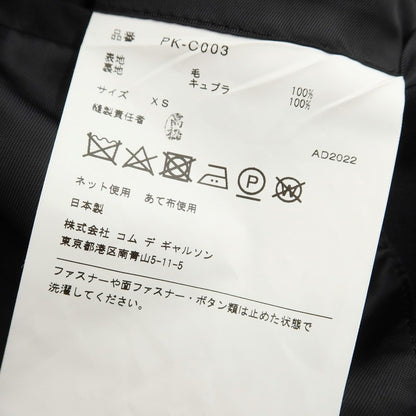 品番 PK-C003
表地 毛 100%
裏地 キュプラ 100%
サイズ XS
縫製責任者
AD2022
P W
ネット使用 あて布使用
日本製
株式会社 コム デ ギャルソン
東京都港区南青山5-11-5
ファスナーや面ファスナー・ボタン類は止めた状態で
洗濯してください。